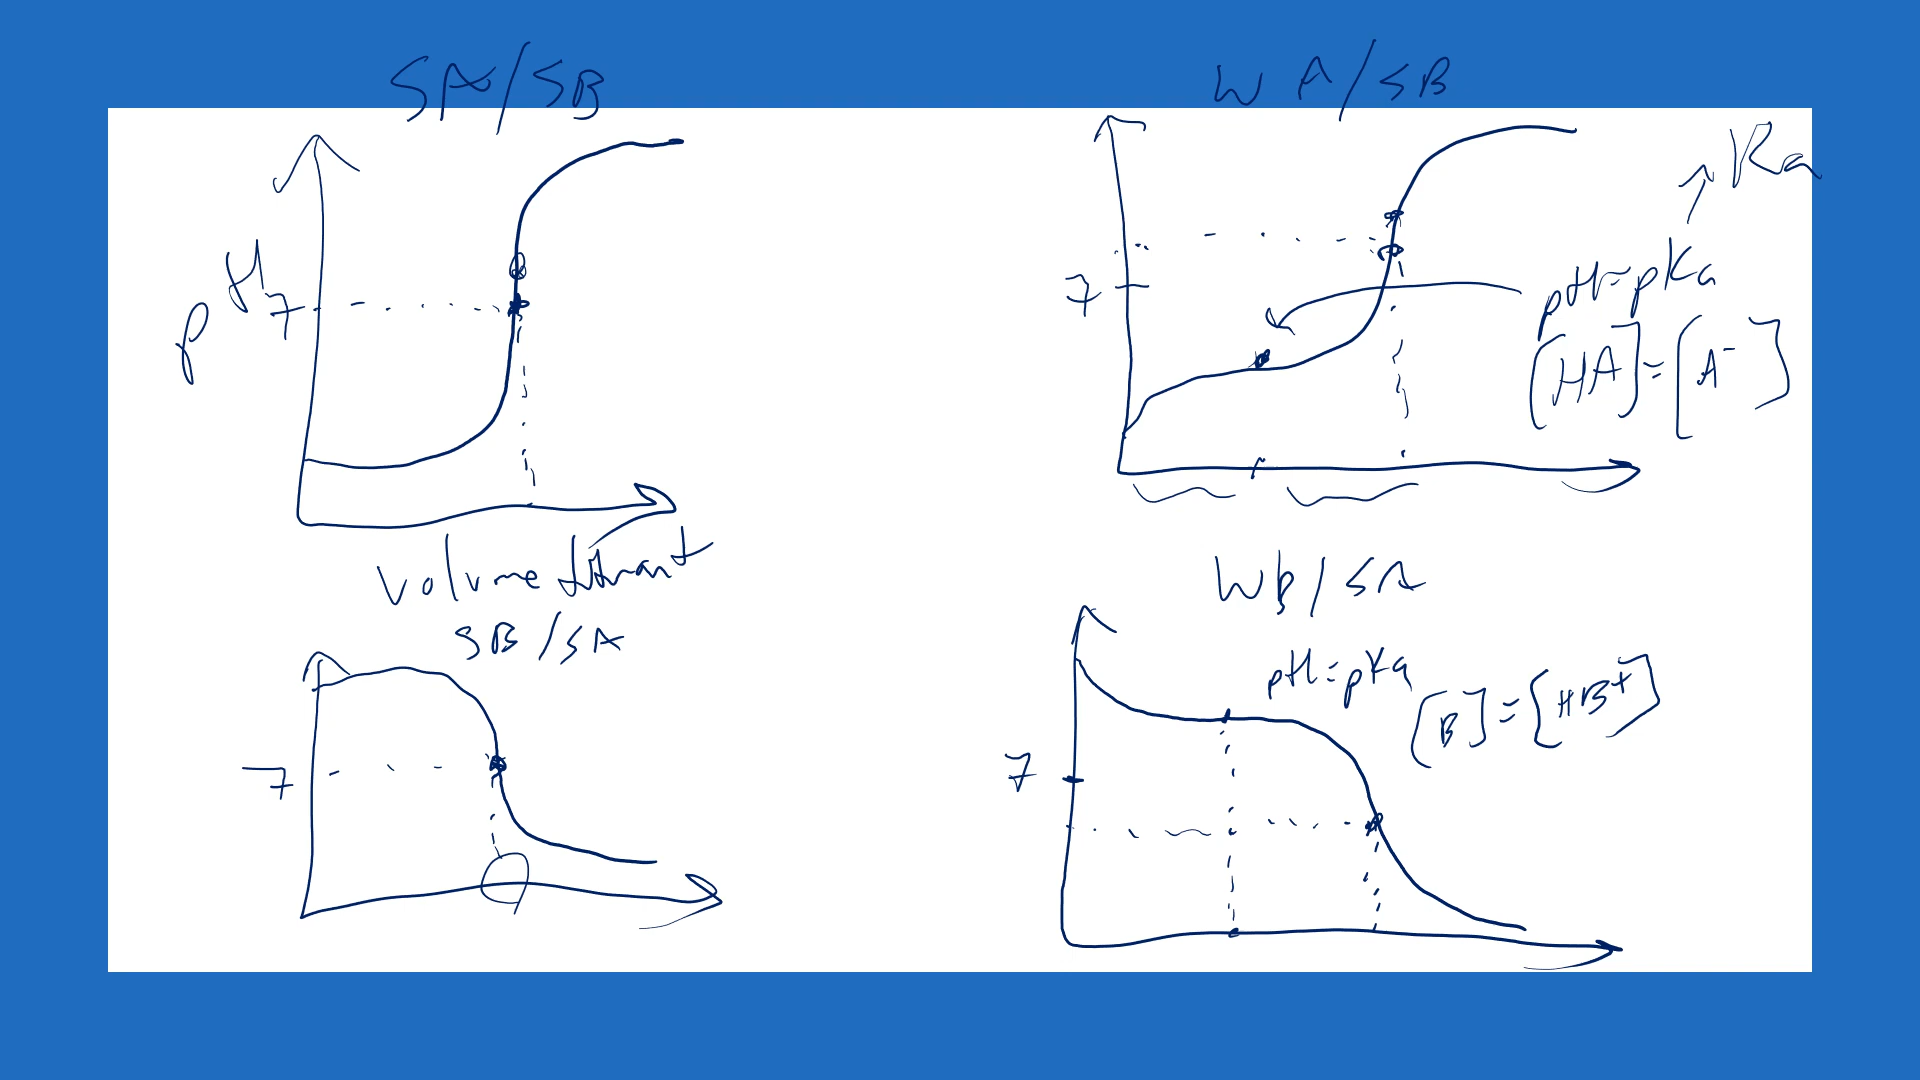 SA/SB
pH
7
volume titrant
WA/SB
7
Ka
pH=pKa
[HA]=[A⁻]
SB/SA
7
WB/SA
7
pH=pKa
[B]=[HB⁺]